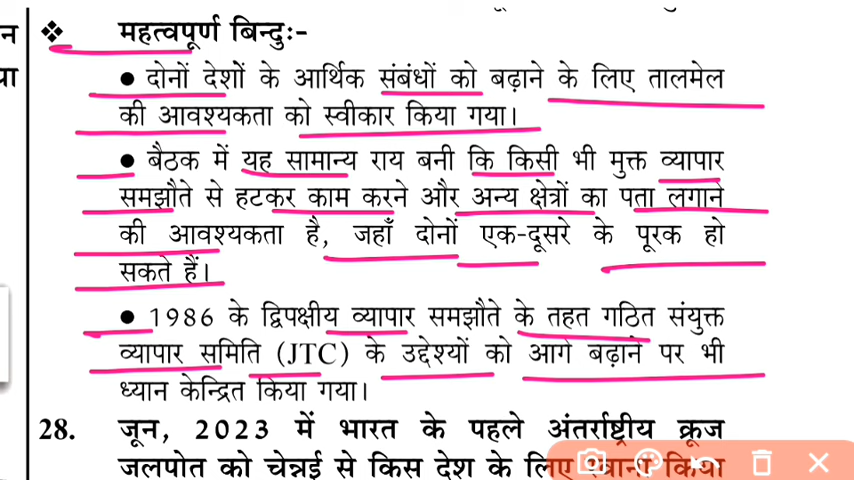 न ❖ महत्वपूर्ण बिन्दुः-
या ● दोनों देशों के आर्थिक संबंधों को बढ़ाने के लिए तालमेल
की आवश्यकता को स्वीकार किया गया।
● बैठक में यह सामान्य राय बनी कि किसी भी मुक्त व्यापार
समझौते से हटकर काम करने और अन्य क्षेत्रों का पता लगाने
की आवश्यकता है, जहाँ दोनों एक-दूसरे के पूरक हो
सकते हैं।
● 1986 के द्विपक्षीय व्यापार समझौते के तहत गठित संयुक्त
व्यापार समिति (JTC) के उद्देश्यों को आगे बढ़ाने पर भी
ध्यान केन्द्रित किया गया।
28. जून, 2023 में भारत के पहले अंतर्राष्ट्रीय क्रूज
जलपोत को चेन्नई से किस देश के लिए रवाना किया